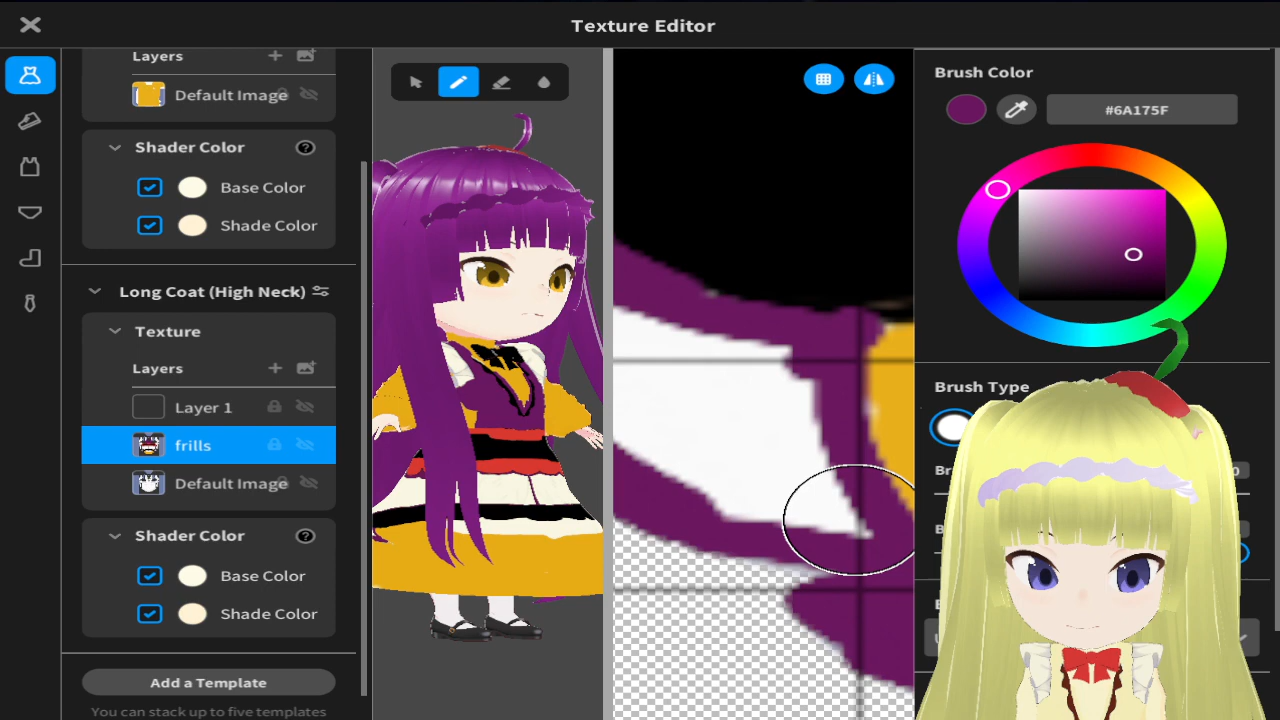 Texture Editor
Layers
Default Image
Shader Color
Base Color
Shade Color
Long Coat (High Neck)
Texture
Layers
Layer 1
frills
Default Image
Shader Color
Base Color
Shade Color
Add a Template
You can stack up to five templates
Brush Color
#6A175F
Brush Type